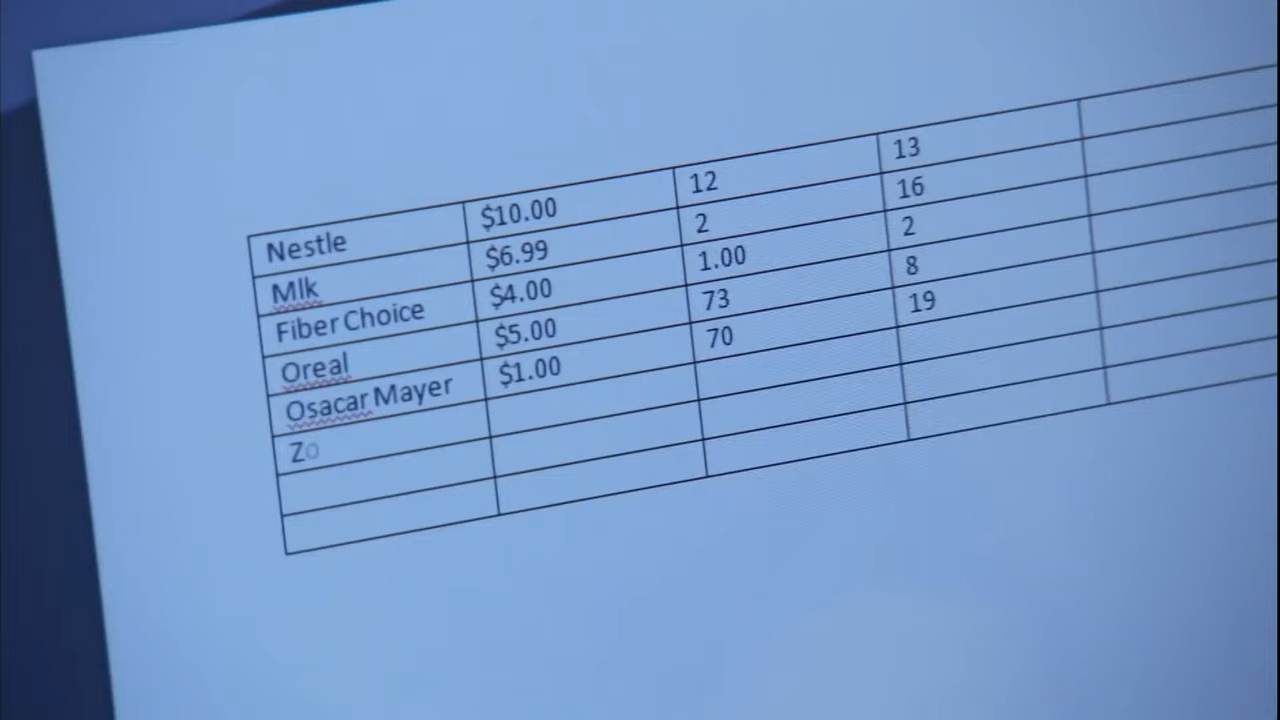 Nestle $10.00 12 13
Mlk $6.99 2 16
Fiber Choice $4.00 1.00 2
Oreal $5.00 73 8
Osacar Mayer $1.00 70 19
Zo